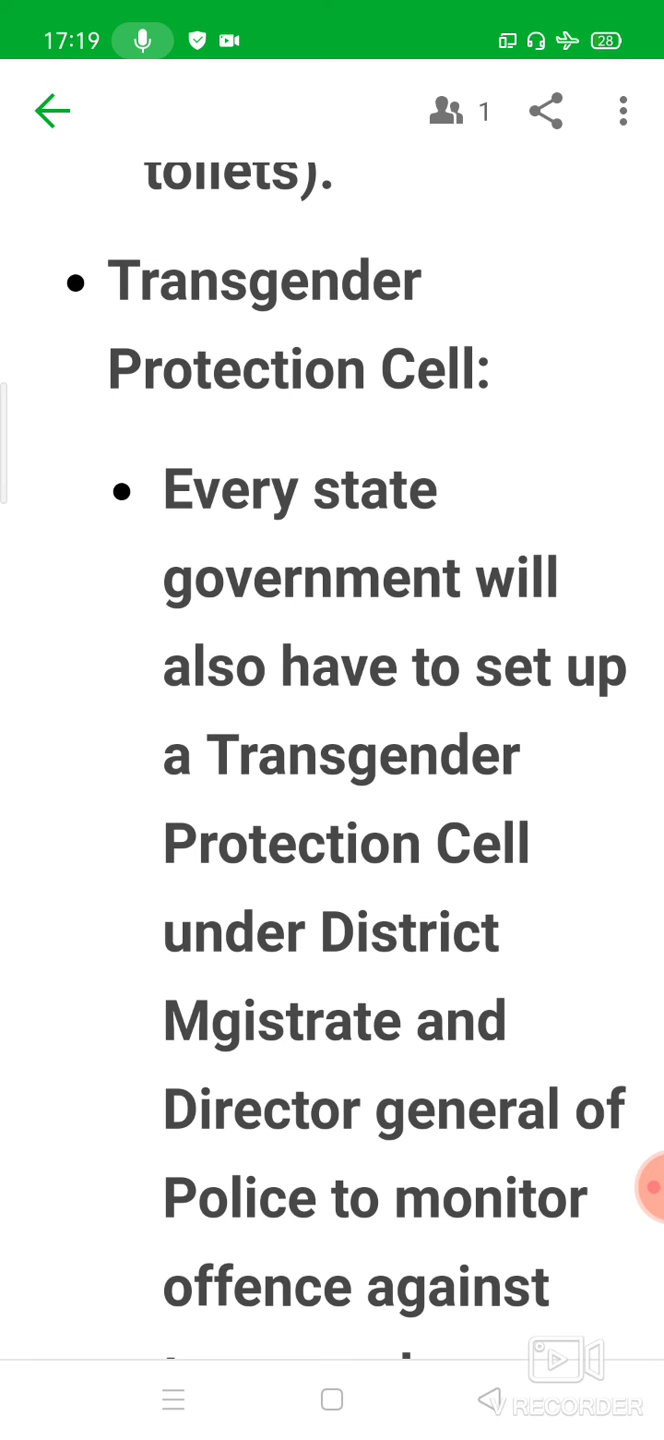 17:19
28
1
toilets).
Transgender
Protection Cell:
Every state
government will
also have to set up
a Transgender
Protection Cell
under District
Mgistrate and
Director general of
Police to monitor
offence against
V RECORDER